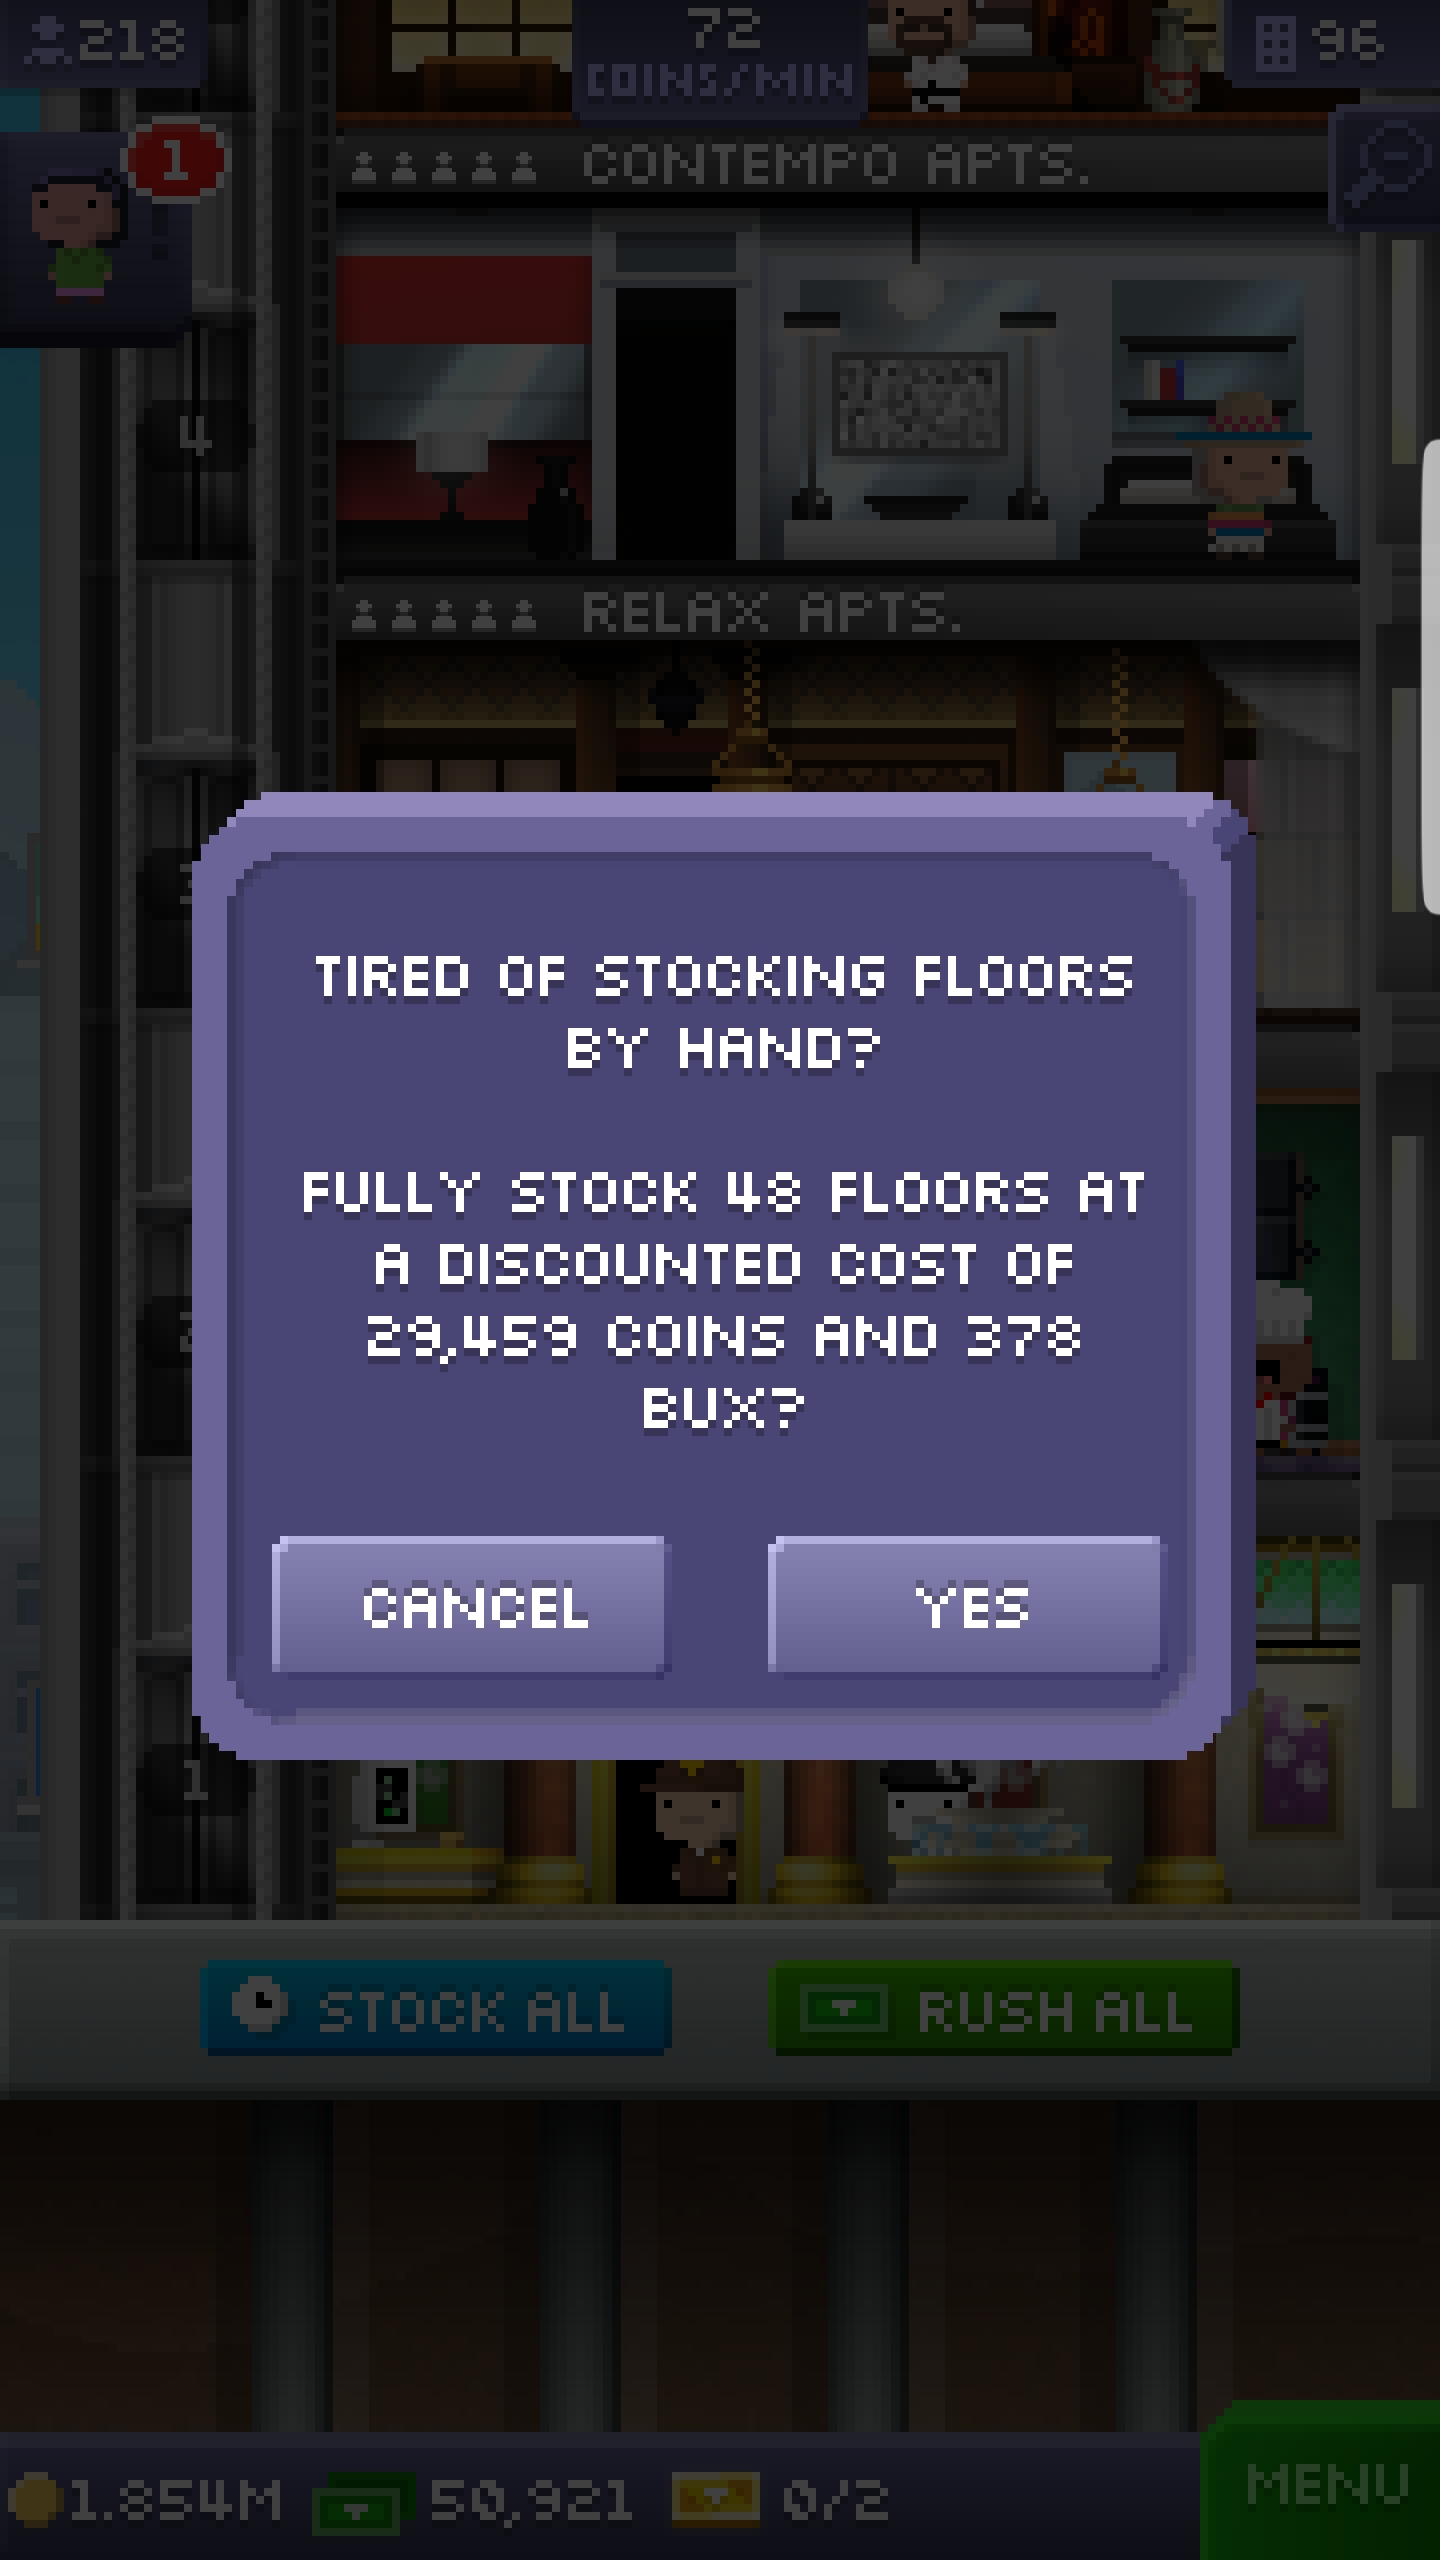 218
72
COINS/MIN
96
1
CONTEMPO APTS.
4
RELAX APTS.
TIRED OF STOCKING FLOORS
BY HAND?
FULLY STOCK 48 FLOORS AT
A DISCOUNTED COST OF
29,459 COINS AND 378
BUX?
CANCEL
YES
1
STOCK ALL
RUSH ALL
1.854M
50,921
0/2
MENU